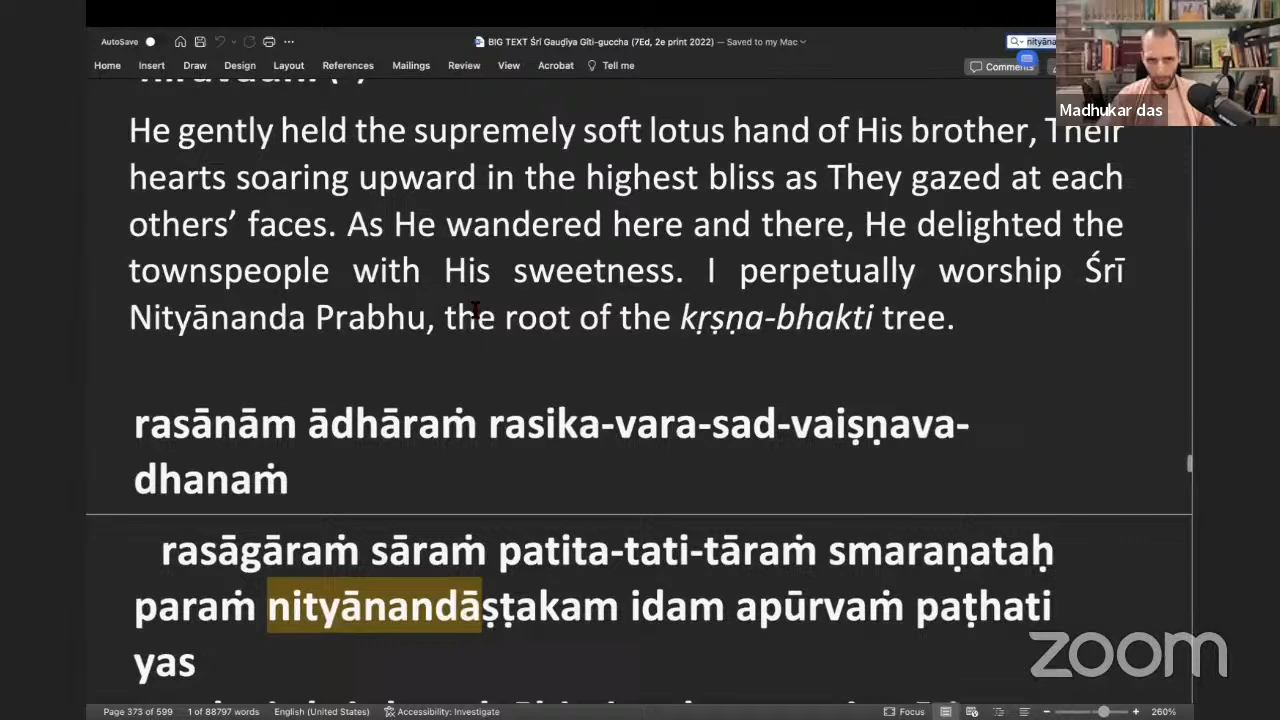 AutoSave
BIG TEXT Śrī Gauḍīya Gīti-guccha (7Ed, 2e print 2022) — Saved to my Mac
nityāna
Home Insert Draw Design Layout References Mailings Review View Acrobat Tell me
Comments
Madhukar das
He gently held the supremely soft lotus hand of His brother, Their
hearts soaring upward in the highest bliss as They gazed at each
others’ faces. As He wandered here and there, He delighted the
townspeople with His sweetness. I perpetually worship Śrī
Nityānanda Prabhu, the root of the kṛṣṇa-bhakti tree.
rasānām ādhāraṁ rasika-vara-sad-vaiṣṇava-
dhanaṁ
rasāgāraṁ sāraṁ patita-tati-tāraṁ smaraṇataḥ
paraṁ nityānandāṣṭakam idam apūrvaṁ paṭhati
yas
zoom
Page 373 of 599 1 of 88797 words English (United States) Accessibility: Investigate Focus 260%